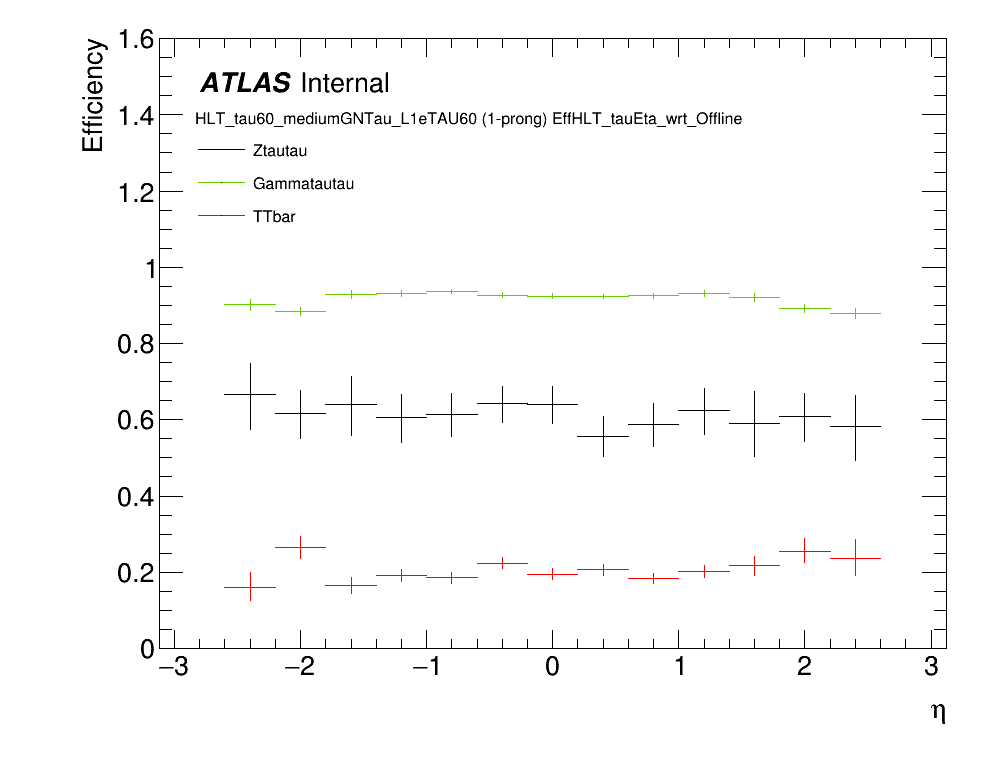 ATLAS Internal
HLT_tau60_mediumGNTau_L1eTAU60 (1-prong) EffHLT_tauEta_wrt_Offline
Ztautau
Gammatautau
TTbar
Efficiency
1.6
1.4
1.2
1
0.8
0.6
0.4
0.2
0
−3 −2 −1 0 1 2 3
η